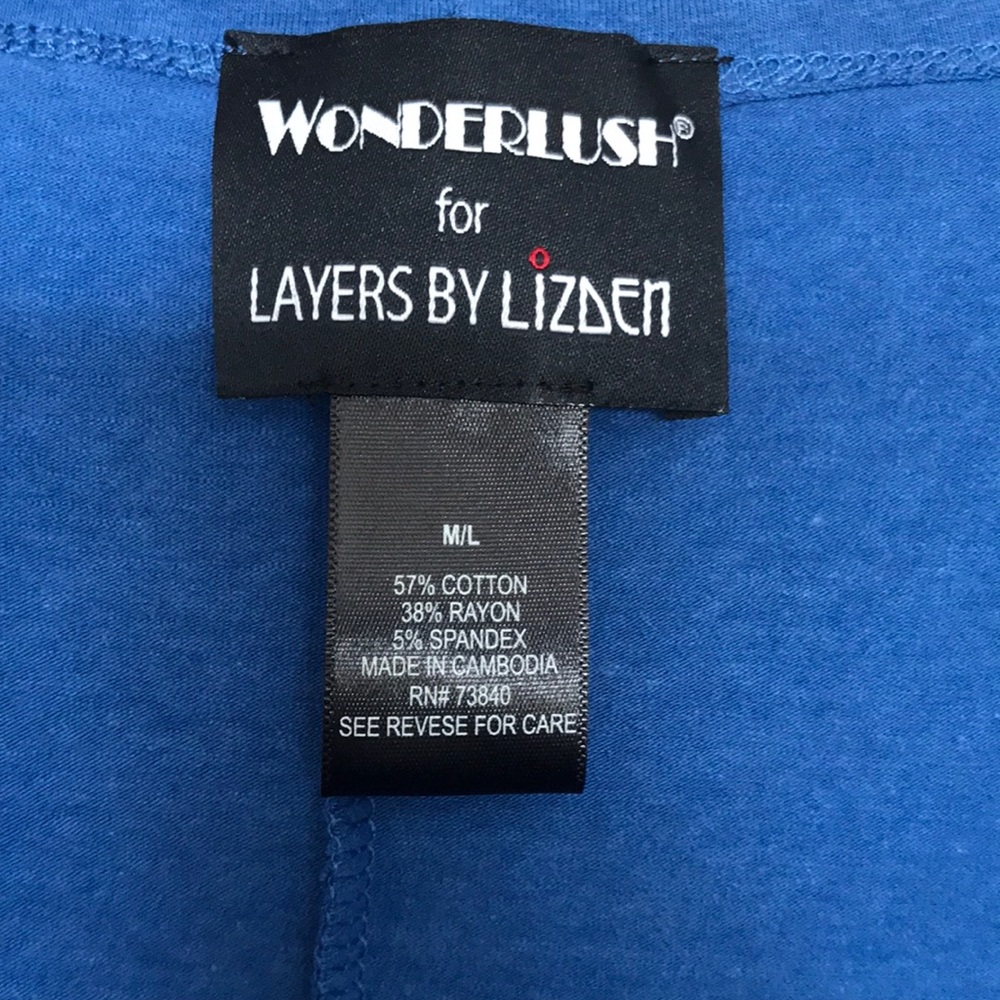 WONDERLUSH®
for
LAYERS BY LIZDEN
M/L
57% COTTON
38% RAYON
5% SPANDEX
MADE IN CAMBODIA
RN# 73840
SEE REVESE FOR CARE